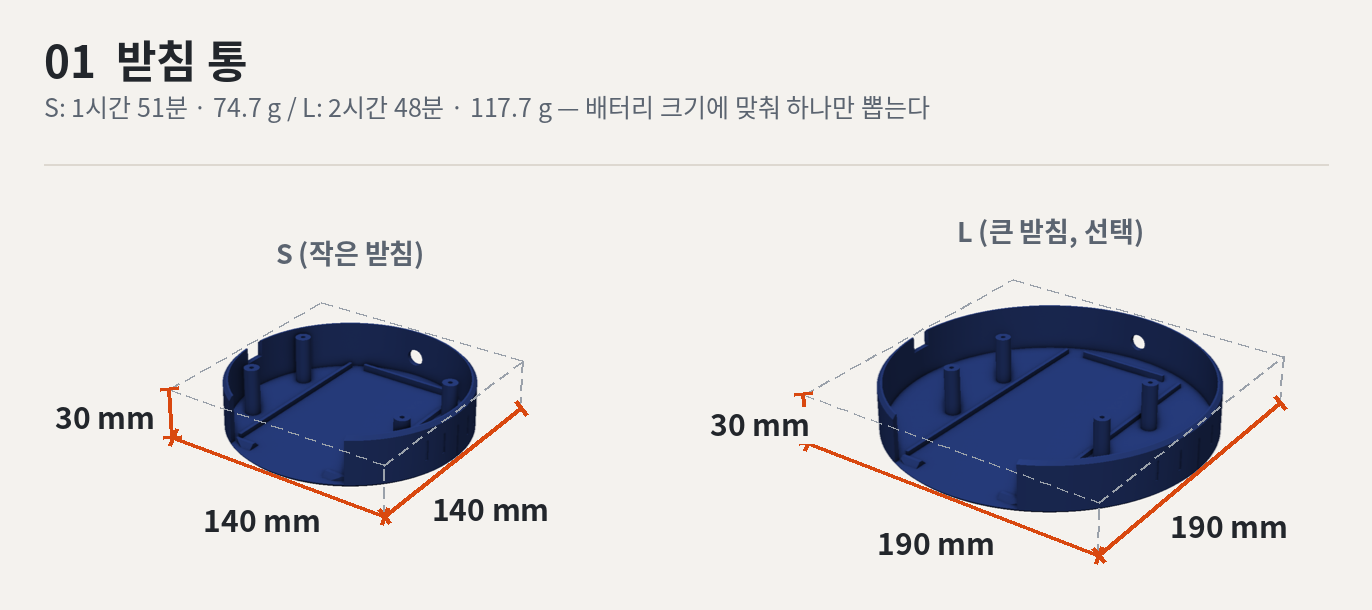 01 받침 통
S: 1시간 51분 · 74.7 g / L: 2시간 48분 · 117.7 g — 배터리 크기에 맞춰 하나만 뽑는다
S (작은 받침)
L (큰 받침, 선택)
30 mm
140 mm
140 mm
30 mm
190 mm
190 mm